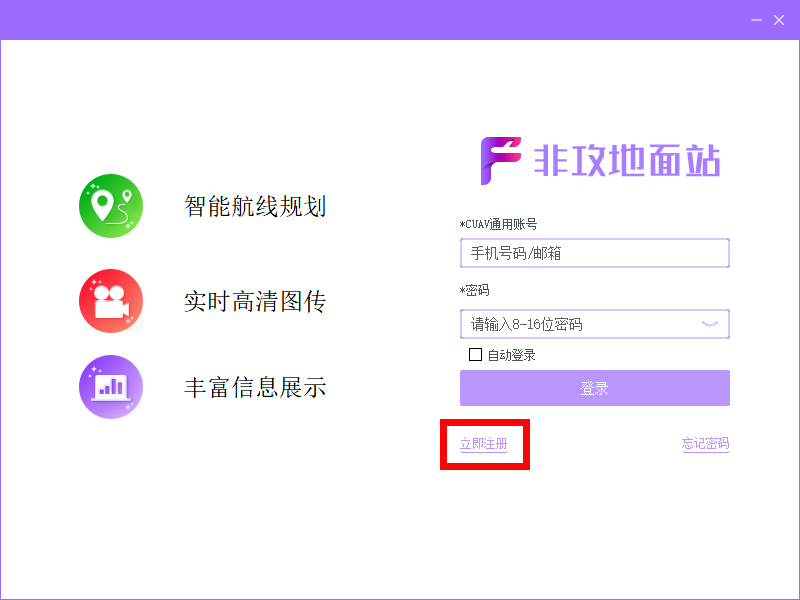 智能航线规划
实时高清图传
丰富信息展示
非攻地面站
*CUAV通用账号
手机号码/邮箱
*密码
请输入8-16位密码
自动登录
登录
立即注册
忘记密码